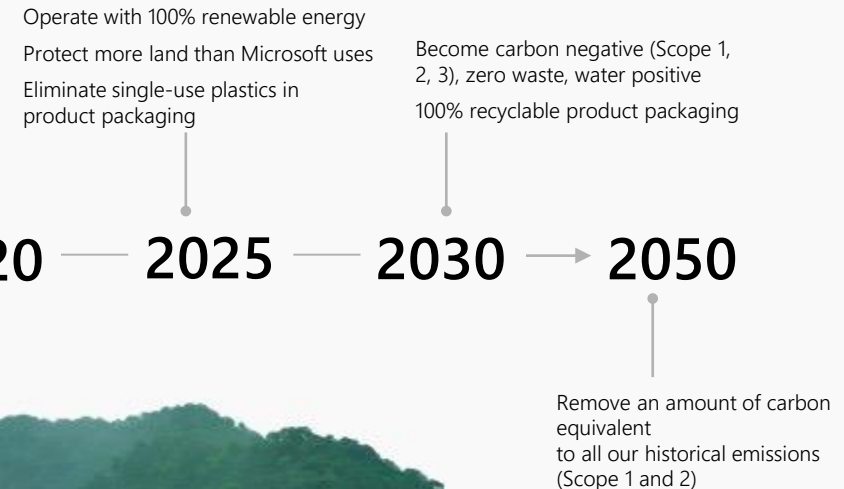 Operate with 100% renewable energy
Protect more land than Microsoft uses
Eliminate single-use plastics in
product packaging
Become carbon negative (Scope 1,
2, 3), zero waste, water positive
100% recyclable product packaging
20 2025 2030 2050
Remove an amount of carbon
equivalent
to all our historical emissions
(Scope 1 and 2)